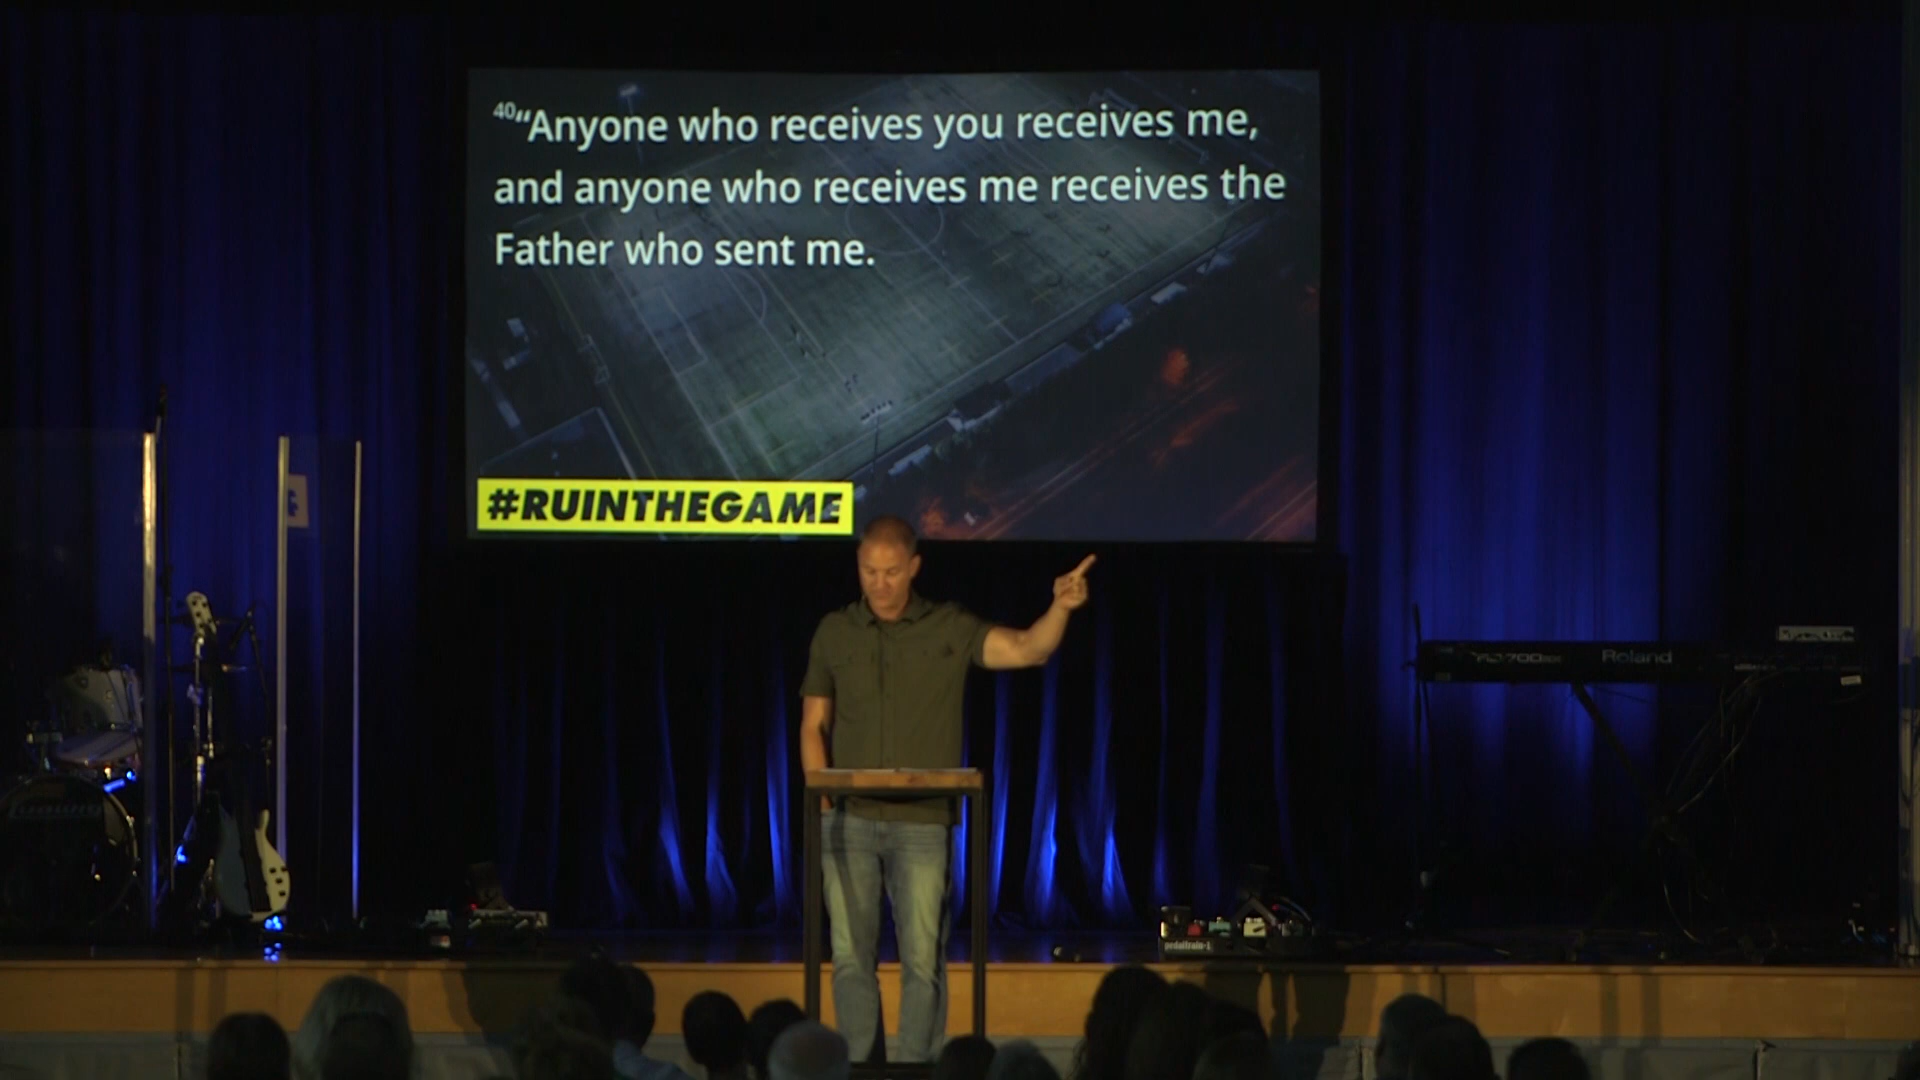 ⁴⁰“Anyone who receives you receives me,
and anyone who receives me receives the
Father who sent me.
#RUINTHEGAME
Roland
pedaltrain-1